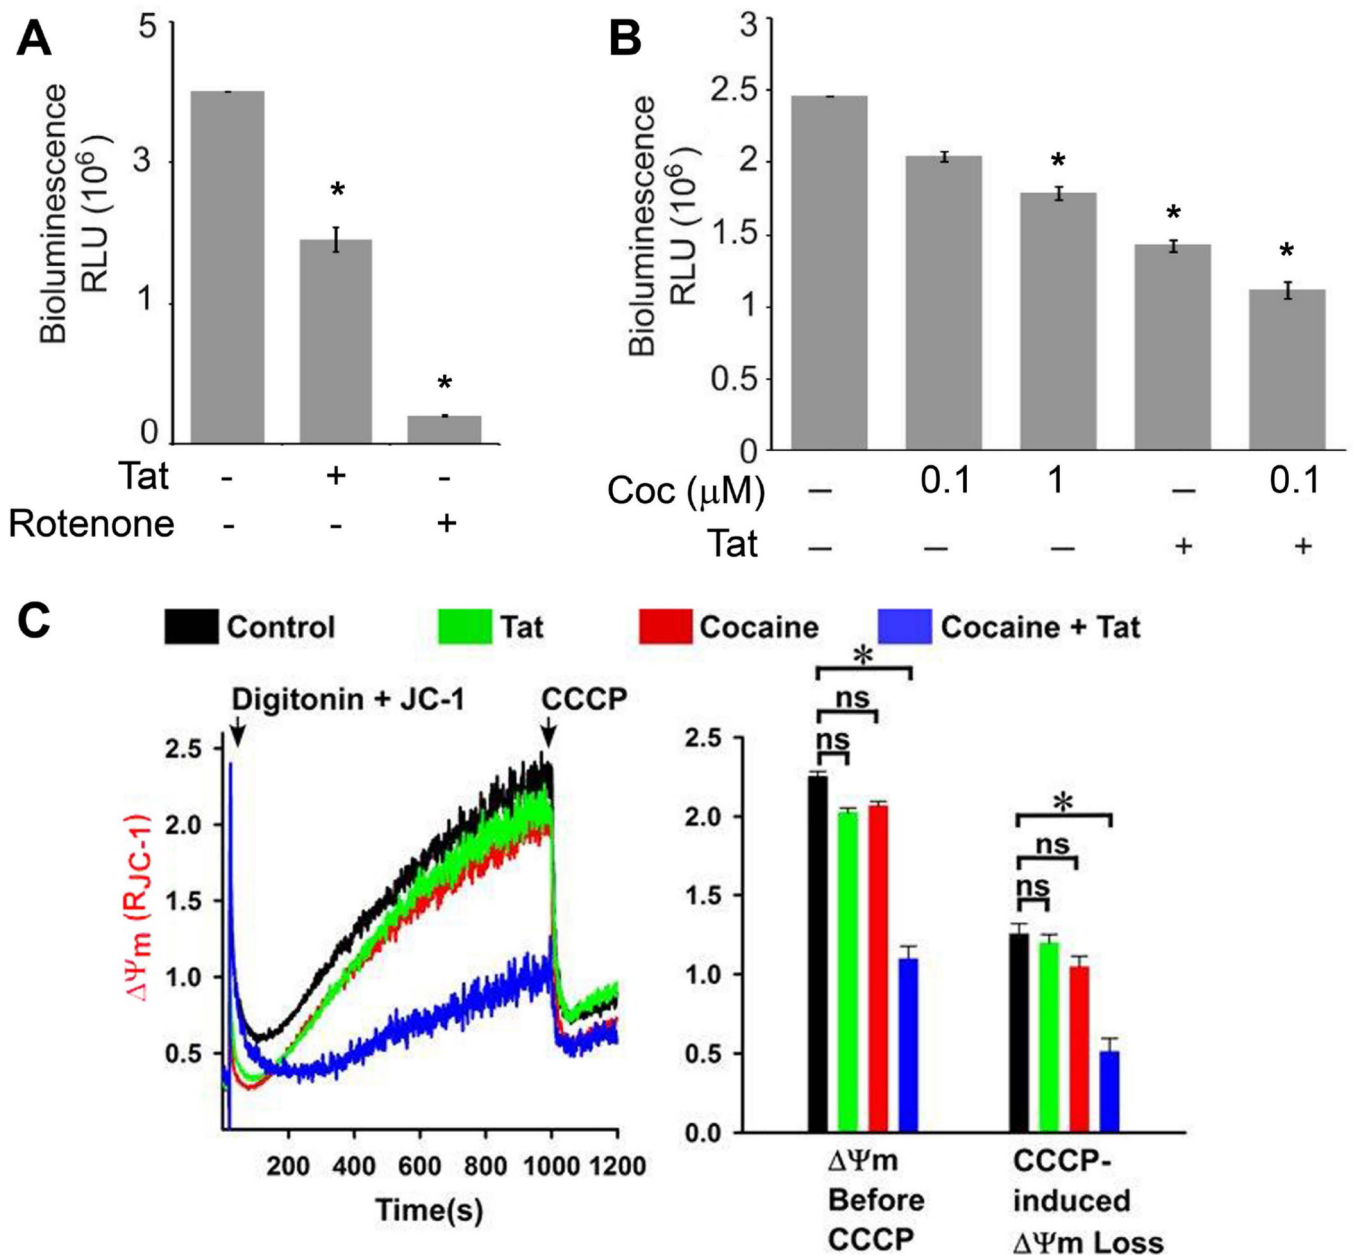 A
5
3
1
0
Bioluminescence
RLU (10⁶)
*
*
Tat - + -
Rotenone - - +
B
3
2.5
2
1.5
1
0.5
0
Bioluminescence
RLU (10⁶)
*
*
*
Coc (μM) – 0.1 1 – 0.1
Tat – – – + +
C
Control Tat Cocaine Cocaine + Tat
Digitonin + JC-1 CCCP
2.5
2.0
1.5
1.0
0.5
ΔΨm (RJC-1)
200 400 600 800 1000 1200
Time(s)
*
ns
ns
*
ns
ns
2.5
2.0
1.5
1.0
0.5
0.0
ΔΨm
Before
CCCP
CCCP-
induced
ΔΨm Loss